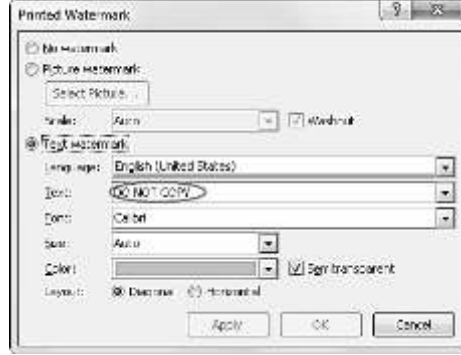 Printed Watermark
No watermark
Picture watermark
Select Picture...
Scale: Auto Washout
Text watermark
Language: English (United States)
Text: DO NOT COPY
Font: Calibri
Size: Auto
Color: Semitransparent
Layout: Diagonal Horizontal
Apply OK Cancel